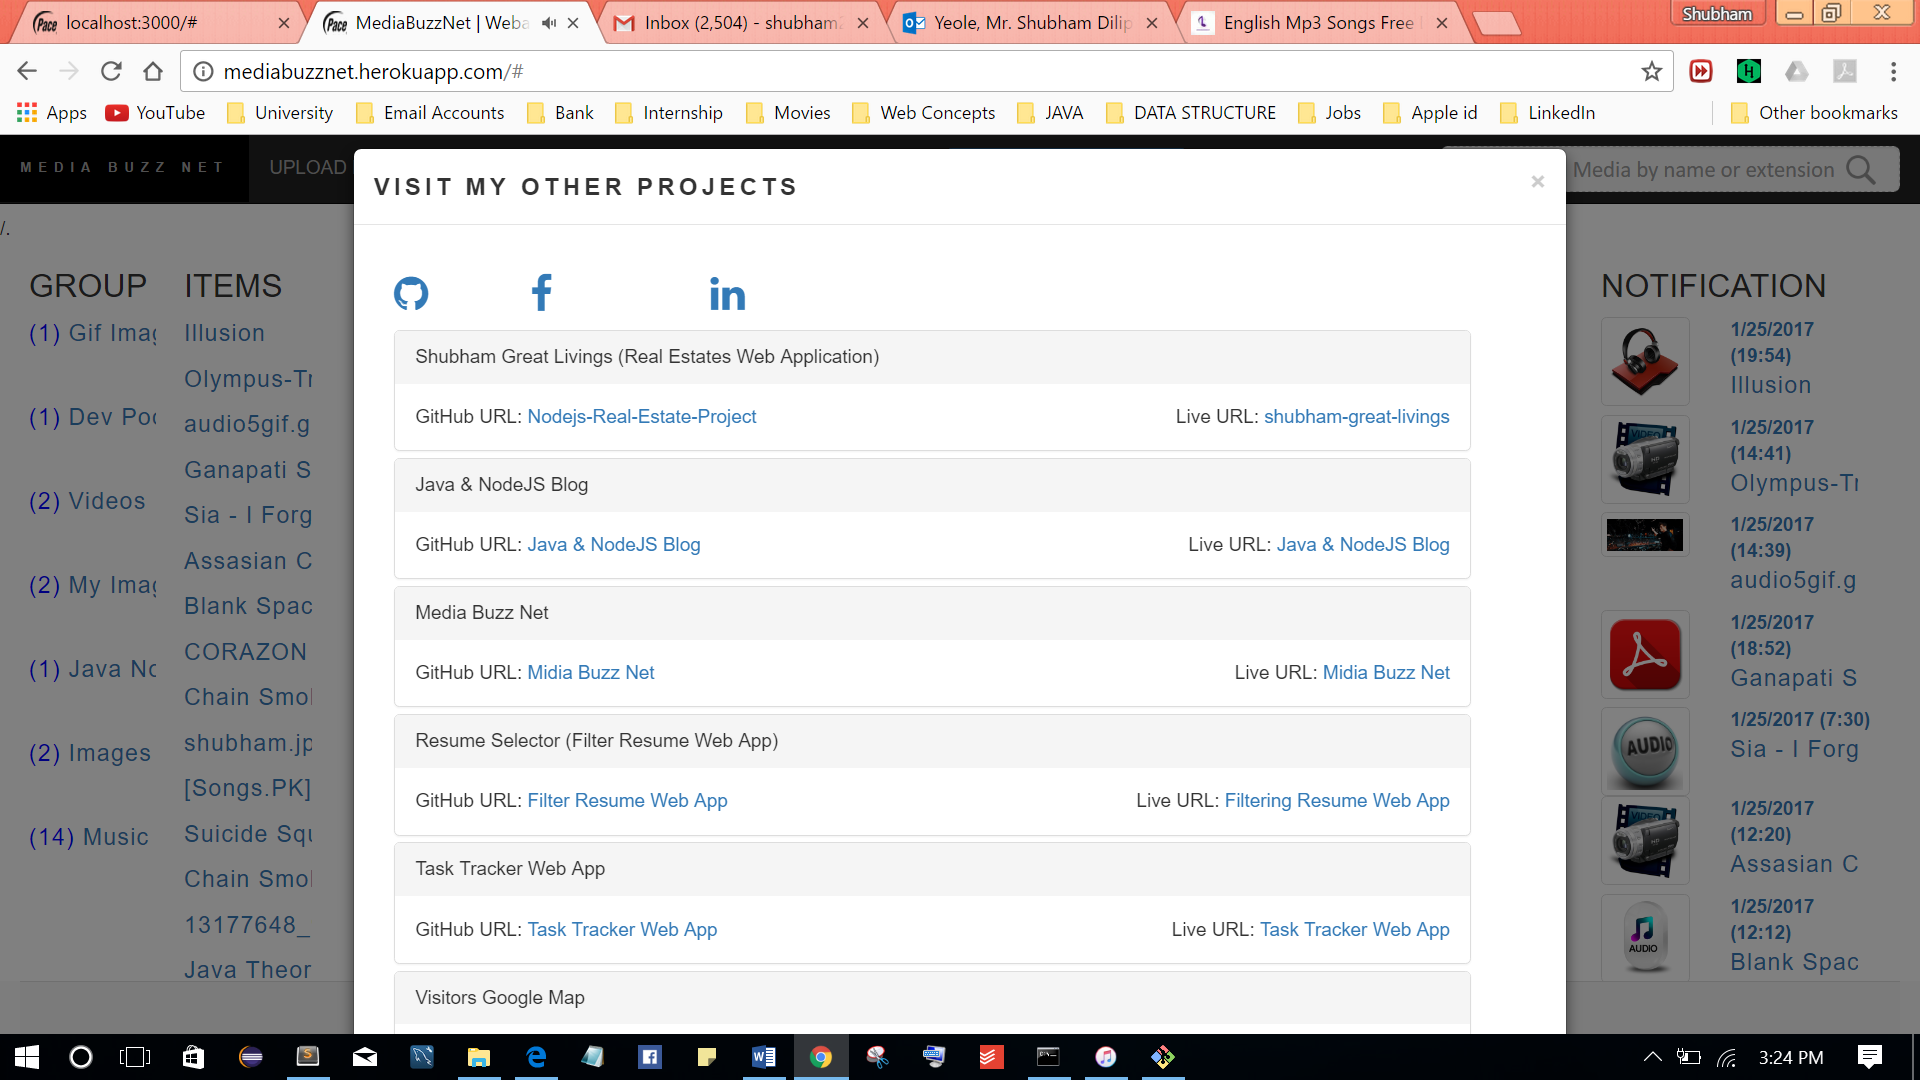 localhost:3000/#
MediaBuzzNet | Weba
Inbox (2,504) - shubham
Yeole, Mr. Shubham Dilip
English Mp3 Songs Free
Shubham
mediabuzznet.herokuapp.com/#
Apps
YouTube
University
Email Accounts
Bank
Internship
Movies
Web Concepts
JAVA
DATA STRUCTURE
Jobs
Apple id
LinkedIn
Other bookmarks
MEDIA BUZZ NET
UPLOAD
Media by name or extension
/.
VISIT MY OTHER PROJECTS
×
Shubham Great Livings (Real Estates Web Application)
GitHub URL: Nodejs-Real-Estate-Project
Live URL: shubham-great-livings
Java & NodeJS Blog
GitHub URL: Java & NodeJS Blog
Live URL: Java & NodeJS Blog
Media Buzz Net
GitHub URL: Midia Buzz Net
Live URL: Midia Buzz Net
Resume Selector (Filter Resume Web App)
GitHub URL: Filter Resume Web App
Live URL: Filtering Resume Web App
Task Tracker Web App
GitHub URL: Task Tracker Web App
Live URL: Task Tracker Web App
Visitors Google Map
GROUP
(1) Gif Imag
(1) Dev Poc
(2) Videos
(2) My Imag
(1) Java No
(2) Images
(14) Music
ITEMS
Illusion
Olympus-Tr
audio5gif.g
Ganapati S
Sia - I Forg
Assasian C
Blank Spac
CORAZON
Chain Smol
shubham.jp
[Songs.PK]
Suicide Squ
Chain Smol
13177648_
Java Theor
NOTIFICATION
1/25/2017
(19:54)
Illusion
VIDEO
1/25/2017
(14:41)
Olympus-Tr
1/25/2017
(14:39)
audio5gif.g
1/25/2017
(18:52)
Ganapati S
AUDIO
1/25/2017 (7:30)
Sia - I Forg
VIDEO
1/25/2017
(12:20)
Assasian C
AUDIO
1/25/2017
(12:12)
Blank Spac
3:24 PM